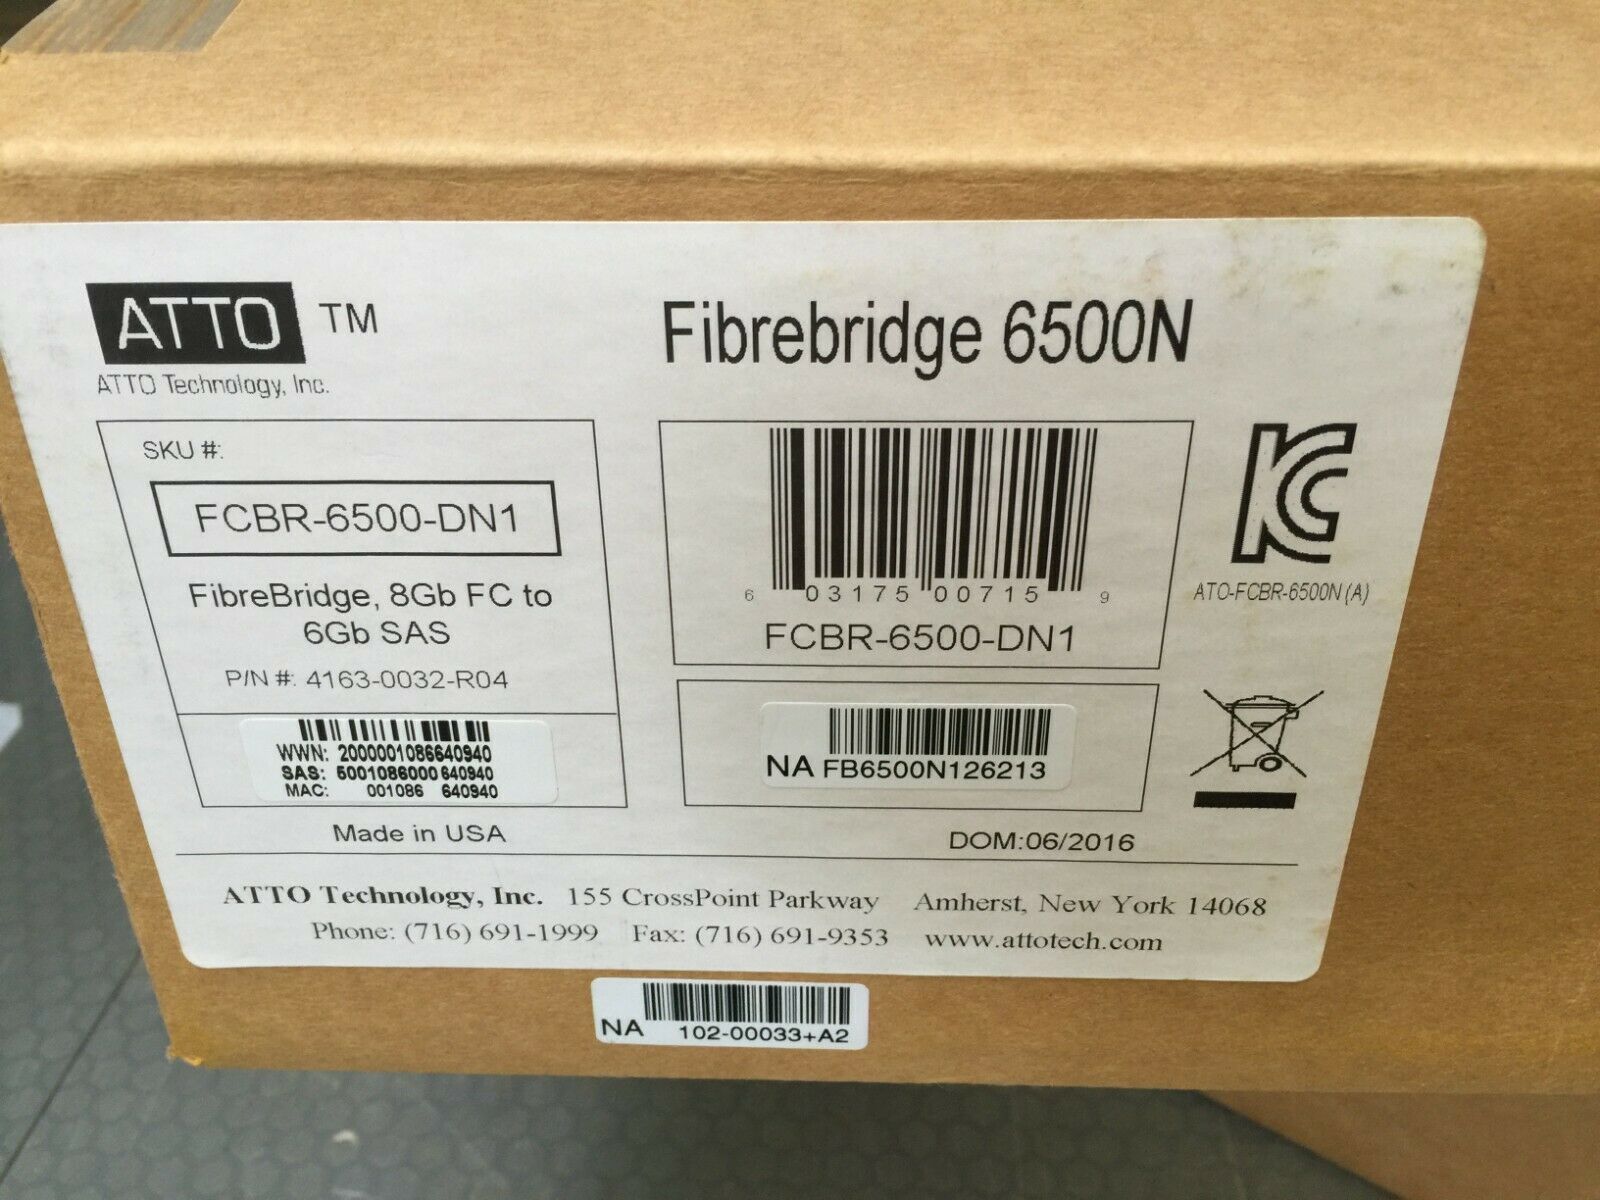 ATTO TM
ATTO Technology, Inc.
Fibrebridge 6500N
SKU #:
FCBR-6500-DN1
FibreBridge, 8Gb FC to
6Gb SAS
P/N #: 4163-0032-R04
WWN: 2000001086640940
SAS: 5001086000640940
MAC: 001086 640940
Made in USA
6 03175 00715 9
FCBR-6500-DN1
NA FB6500N126213
DOM:06/2016
KC
ATO-FCBR-6500N (A)
ATTO Technology, Inc. 155 CrossPoint Parkway Amherst, New York 14068
Phone: (716) 691-1999 Fax: (716) 691-9353 www.attotech.com
NA 102-00033+A2